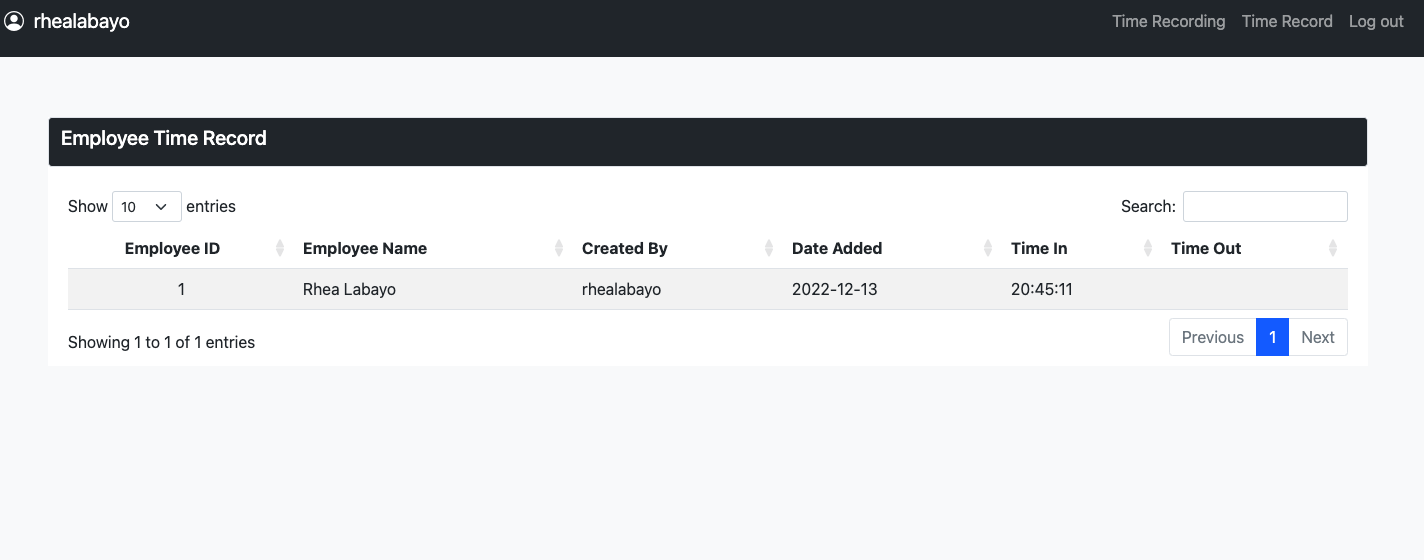 rhealabayo Time Recording Time Record Log out
Employee Time Record
Show 10 entries Search:
Employee ID Employee Name Created By Date Added Time In Time Out
1 Rhea Labayo rhealabayo 2022-12-13 20:45:11
Showing 1 to 1 of 1 entries Previous 1 Next